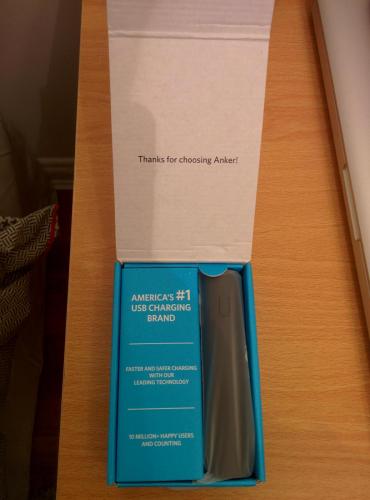 Thanks for choosing Anker!
AMERICA'S #1
USB CHARGING
BRAND
FASTER AND SAFER CHARGING
WITH OUR
LEADING TECHNOLOGY
10 MILLION+ HAPPY USERS
AND COUNTING